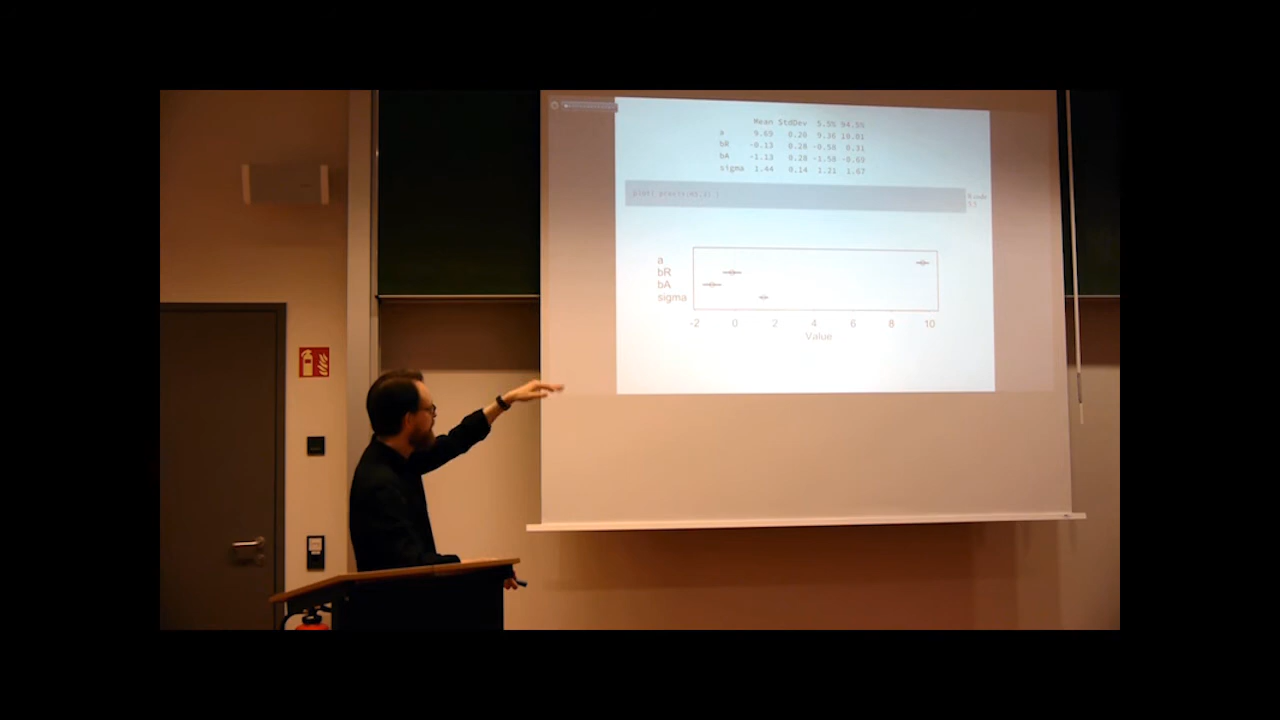 Mean StdDev 5.5% 94.5%
a 9.69 0.20 9.36 10.01
bR -0.13 0.28 -0.58 0.31
bA -1.13 0.28 -1.58 -0.69
sigma 1.44 0.14 1.21 1.67
5.3
a
bR
bA
sigma
-2 0 2 4 6 8 10
Value